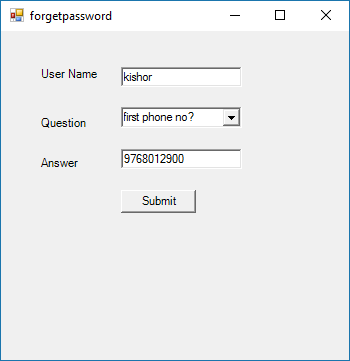 forgetpassword
User Name kishor
Question first phone no?
Answer 9768012900
Submit